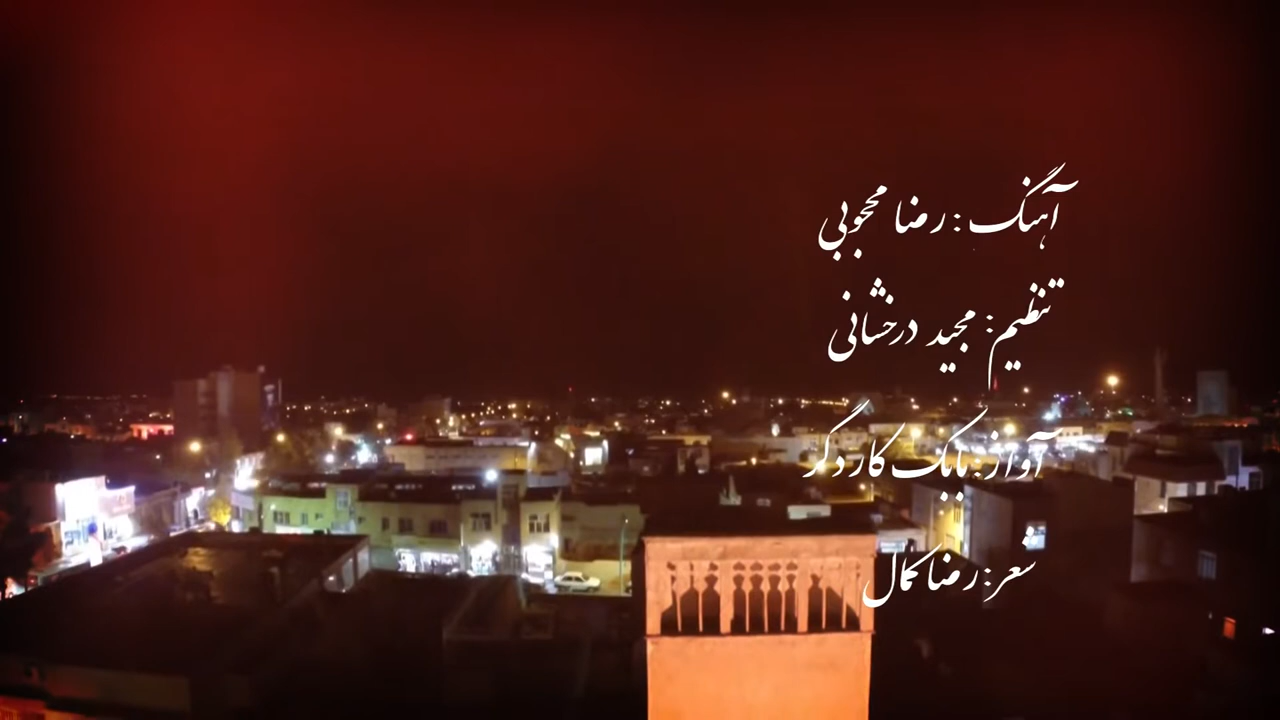 آهنگ : رضا محجوبی
تنظیم : مجید درخشانی
آواز : بابک کاردگر
شعر : رضا کمال